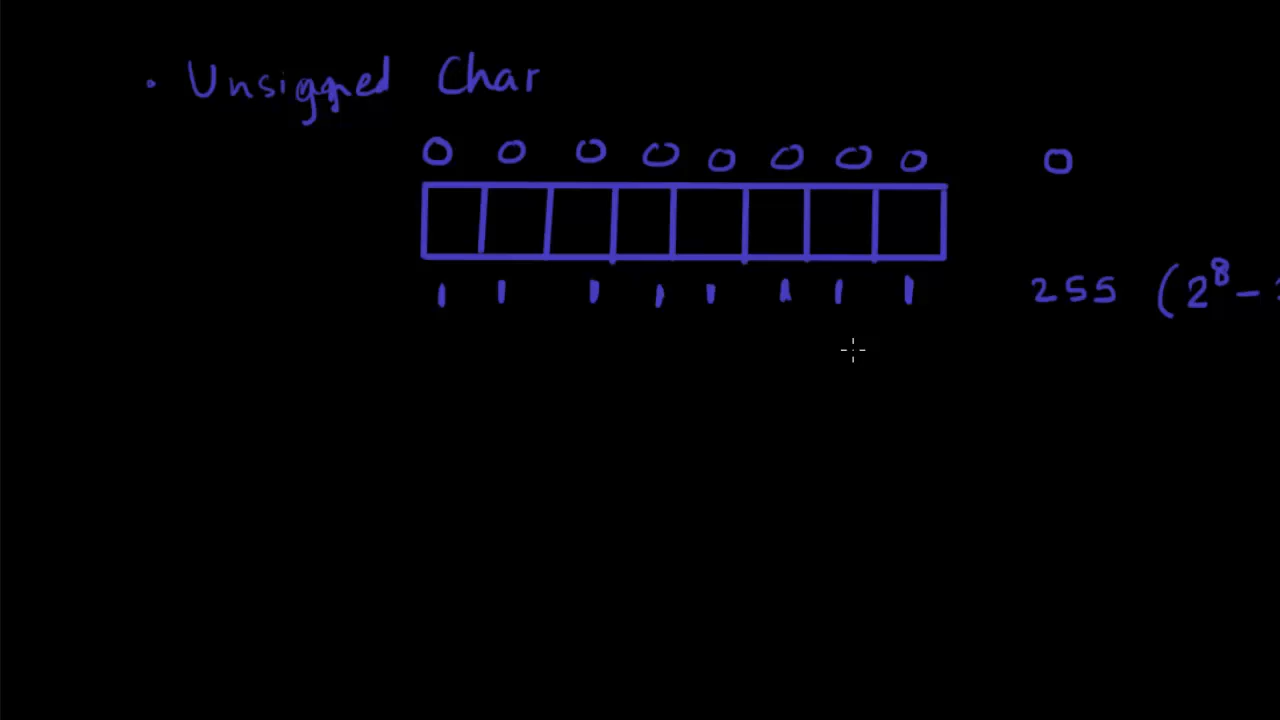 • Unsigned Char
0 0 0 0 0 0 0 0 0
1 1 1 1 1 1 1 1 255 (2⁸ –